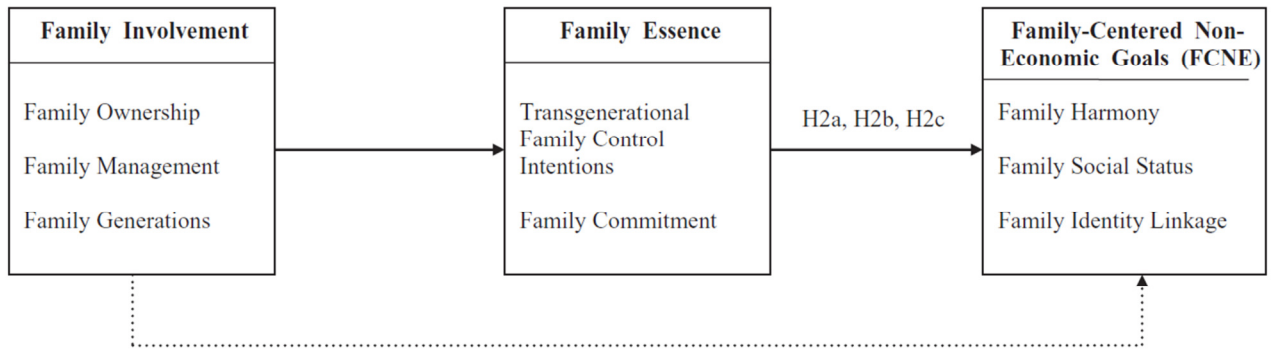 Family Involvement
Family Ownership
Family Management
Family Generations
Family Essence
Transgenerational
Family Control
Intentions
Family Commitment
H2a, H2b, H2c
Family-Centered Non-
Economic Goals (FCNE)
Family Harmony
Family Social Status
Family Identity Linkage